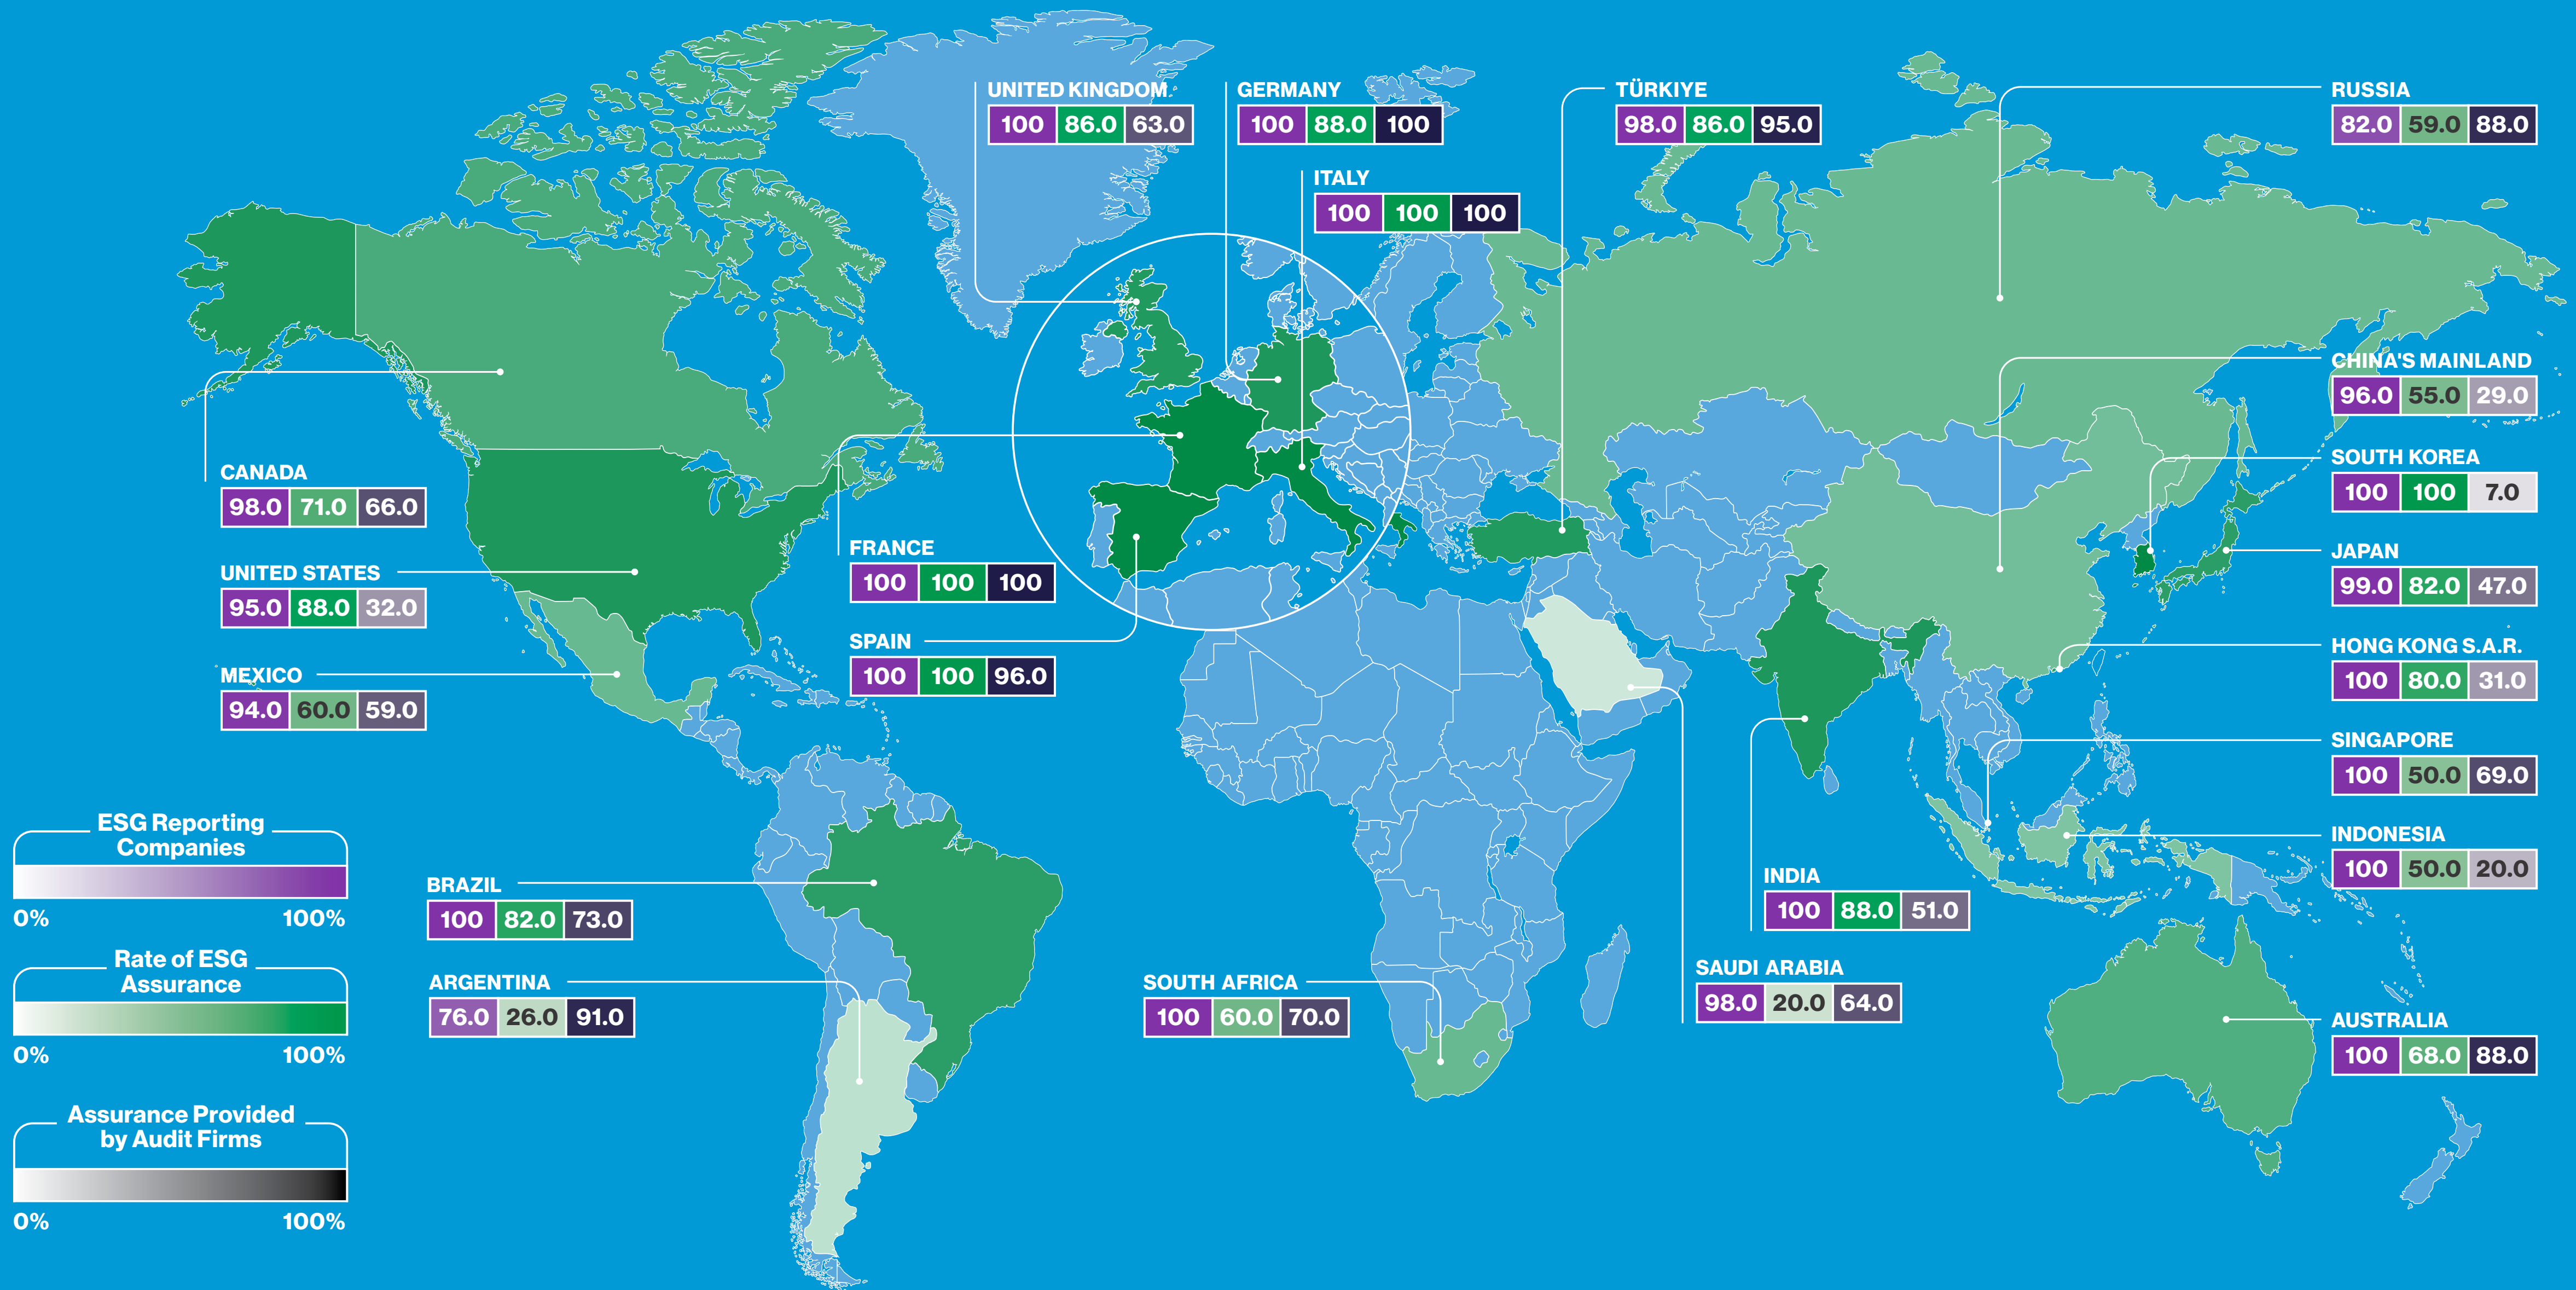 UNITED KINGDOM
100 86.0 63.0
GERMANY
100 88.0 100
TÜRKIYE
98.0 86.0 95.0
RUSSIA
82.0 59.0 88.0
ITALY
100 100 100
CHINA'S MAINLAND
96.0 55.0 29.0
CANADA
98.0 71.0 66.0
SOUTH KOREA
100 100 7.0
FRANCE
100 100 100
JAPAN
99.0 82.0 47.0
UNITED STATES
95.0 88.0 32.0
SPAIN
100 100 96.0
HONG KONG S.A.R.
100 80.0 31.0
MEXICO
94.0 60.0 59.0
SINGAPORE
100 50.0 69.0
INDONESIA
100 50.0 20.0
ESG Reporting
Companies
0% 100%
BRAZIL
100 82.0 73.0
INDIA
100 88.0 51.0
Rate of ESG
Assurance
0% 100%
ARGENTINA
76.0 26.0 91.0
SOUTH AFRICA
100 60.0 70.0
SAUDI ARABIA
98.0 20.0 64.0
AUSTRALIA
100 68.0 88.0
Assurance Provided
by Audit Firms
0% 100%